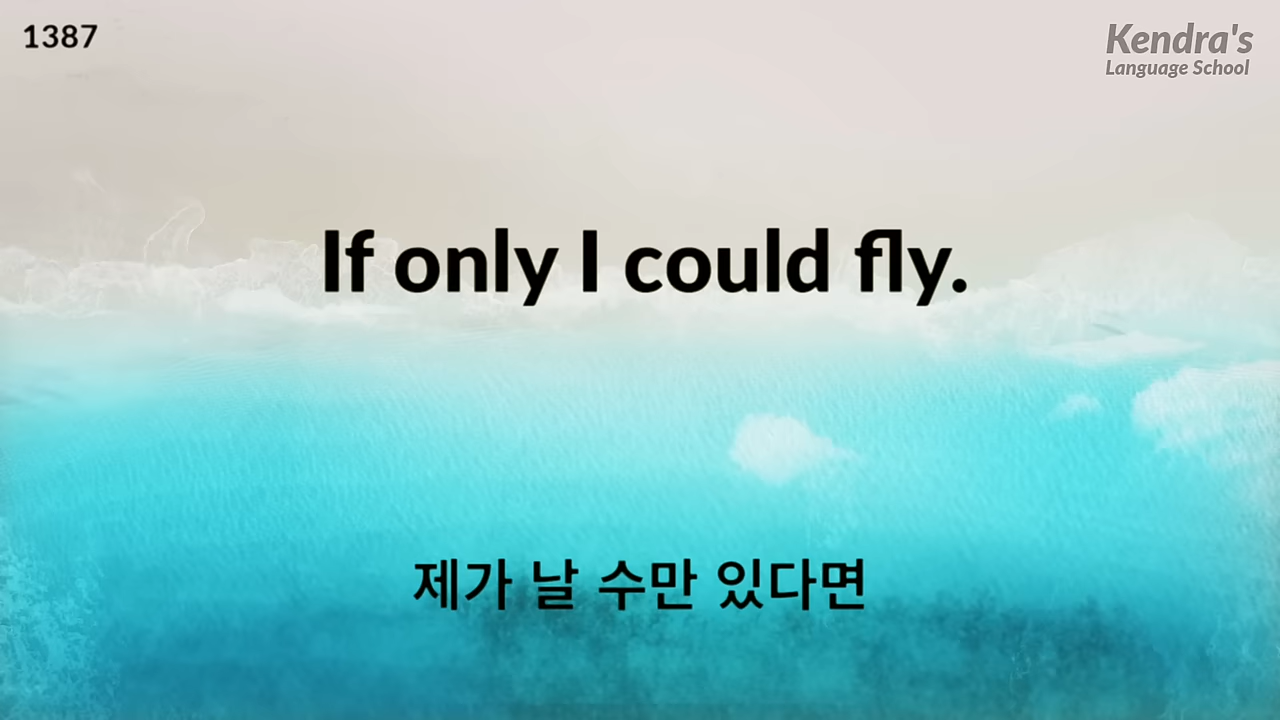 1387
Kendra's
Language School
If only I could fly.
제가 날 수만 있다면